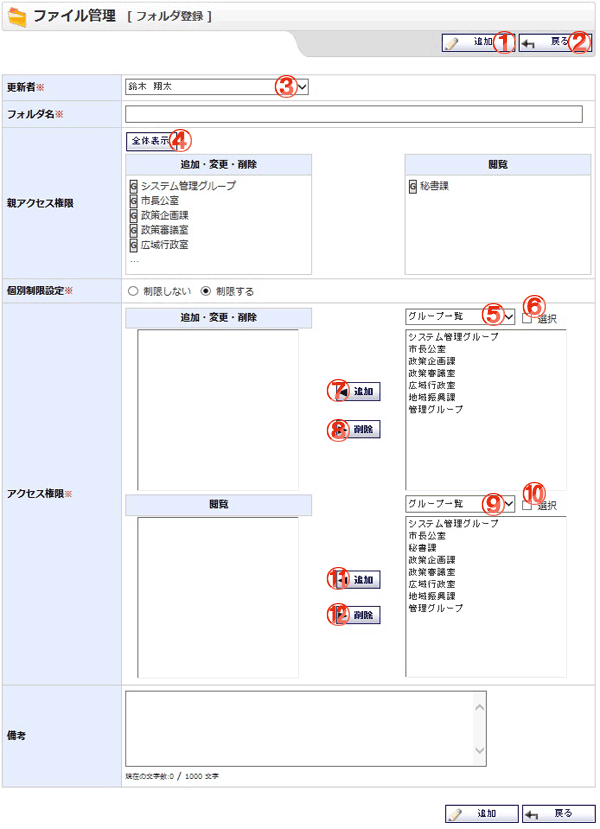 ファイル管理 [ フォルダ登録 ]
追加 ① 戻る ②
更新者※ 鈴木 翔太 ③
フォルダ名※
全体表示 ④
親アクセス権限
追加・変更・削除 閲覧
G システム管理グループ G 秘書課
G 市長公室
G 政策企画課
G 政策審議室
G 広域行政室
...
個別制限設定※ 制限しない 制限する
アクセス権限※
追加・変更・削除 グループ一覧 ⑤ ⑥ 選択
システム管理グループ
市長公室
政策企画課
政策審議室
広域行政室
地域振興課
管理グループ
⑦ 追加
⑧ 削除
閲覧 グループ一覧 ⑨ ⑩ 選択
システム管理グループ
市長公室
秘書課
政策企画課
政策審議室
広域行政室
地域振興課
管理グループ
⑪ 追加
⑫ 削除
備考
現在の文字数:0 / 1000 文字
追加 戻る